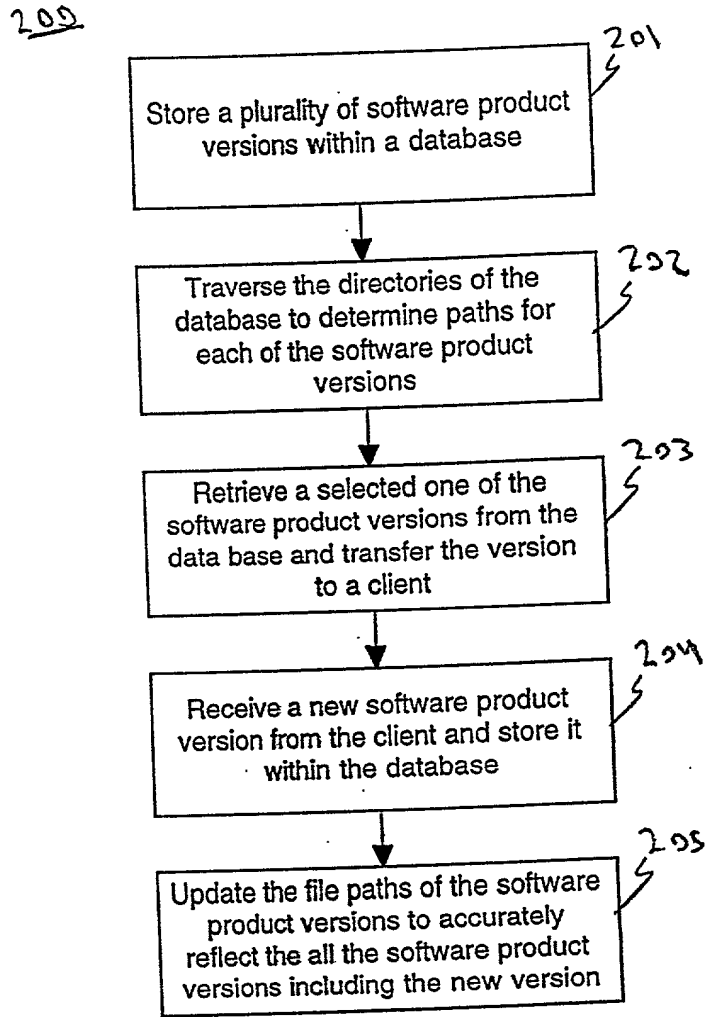 200
201
Store a plurality of software product
versions within a database
202
Traverse the directories of the
database to determine paths for
each of the software product
versions
203
Retrieve a selected one of the
software product versions from the
data base and transfer the version
to a client
204
Receive a new software product
version from the client and store it
within the database
205
Update the file paths of the software
product versions to accurately
reflect the all the software product
versions including the new version